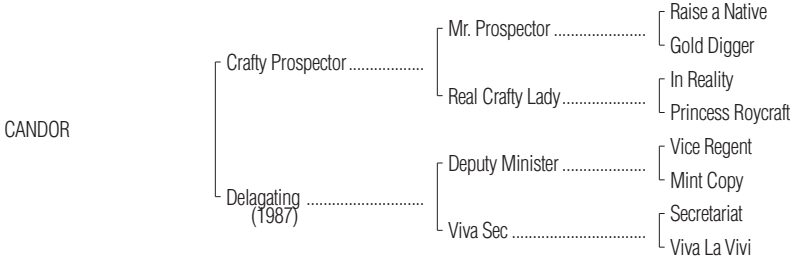 Raise a Native
Mr. Prospector ......................
Gold Digger
Crafty Prospector ..................
In Reality
Real Crafty Lady....................
Princess Roycraft
CANDOR
Vice Regent
Deputy Minister ....................
Mint Copy
Delagating ............................
(1987)
Secretariat
Viva Sec ................................
Viva La Vivi